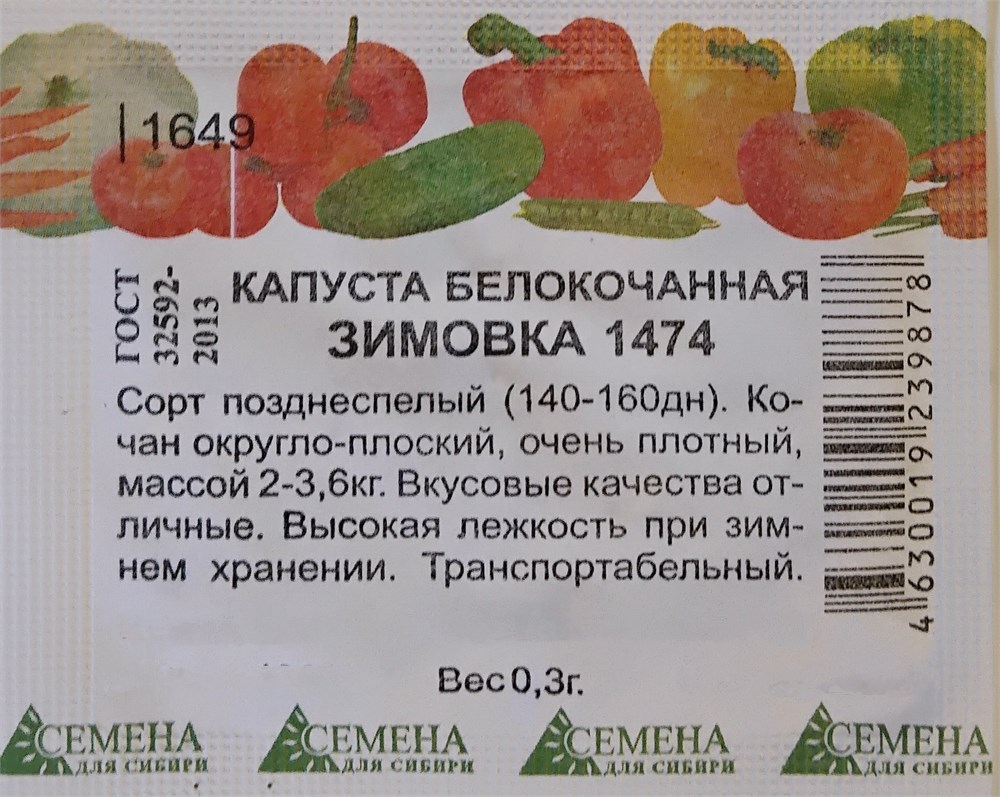 1649
ГОСТ
32592-
2013
КАПУСТА БЕЛОКОЧАННАЯ
ЗИМОВКА 1474
Сорт позднеспелый (140-160дн). Ко-
чан округло-плоский, очень плотный,
массой 2-3,6кг. Вкусовые качества от-
личные. Высокая лежкость при зим-
нем хранении. Транспортабельный.
4630019239878
Вес 0,3г.
СЕМЕНА
ДЛЯ СИБИРИ
СЕМЕНА
ДЛЯ СИБИРИ
СЕМЕНА
ДЛЯ СИБИРИ
СЕМЕНА
ДЛЯ СИБИРИ